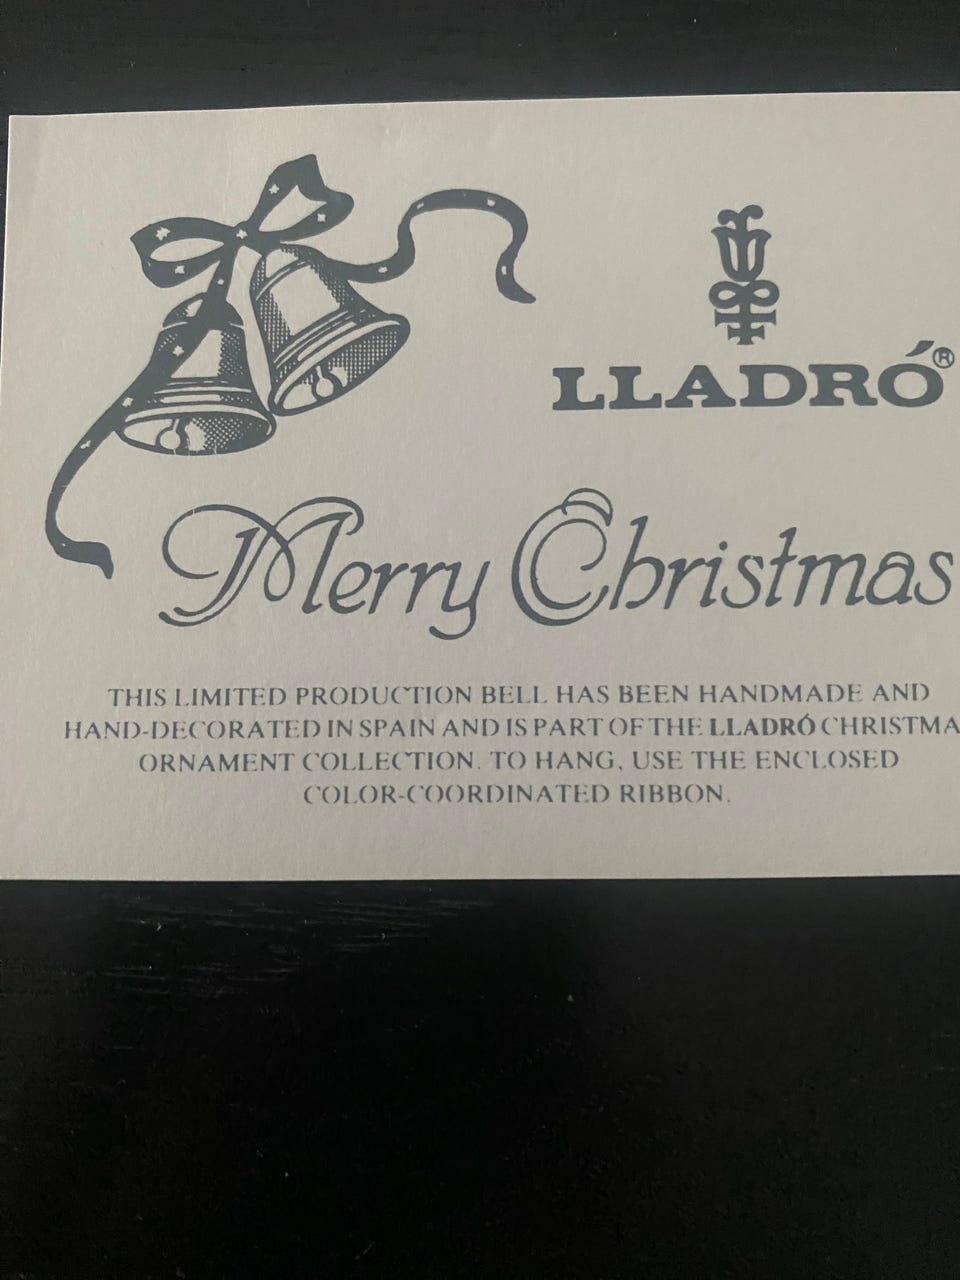 LLADRÓ®
Merry Christmas
THIS LIMITED PRODUCTION BELL HAS BEEN HANDMADE AND
HAND-DECORATED IN SPAIN AND IS PART OF THE LLADRÓ CHRISTMA
ORNAMENT COLLECTION. TO HANG, USE THE ENCLOSED
COLOR-COORDINATED RIBBON.